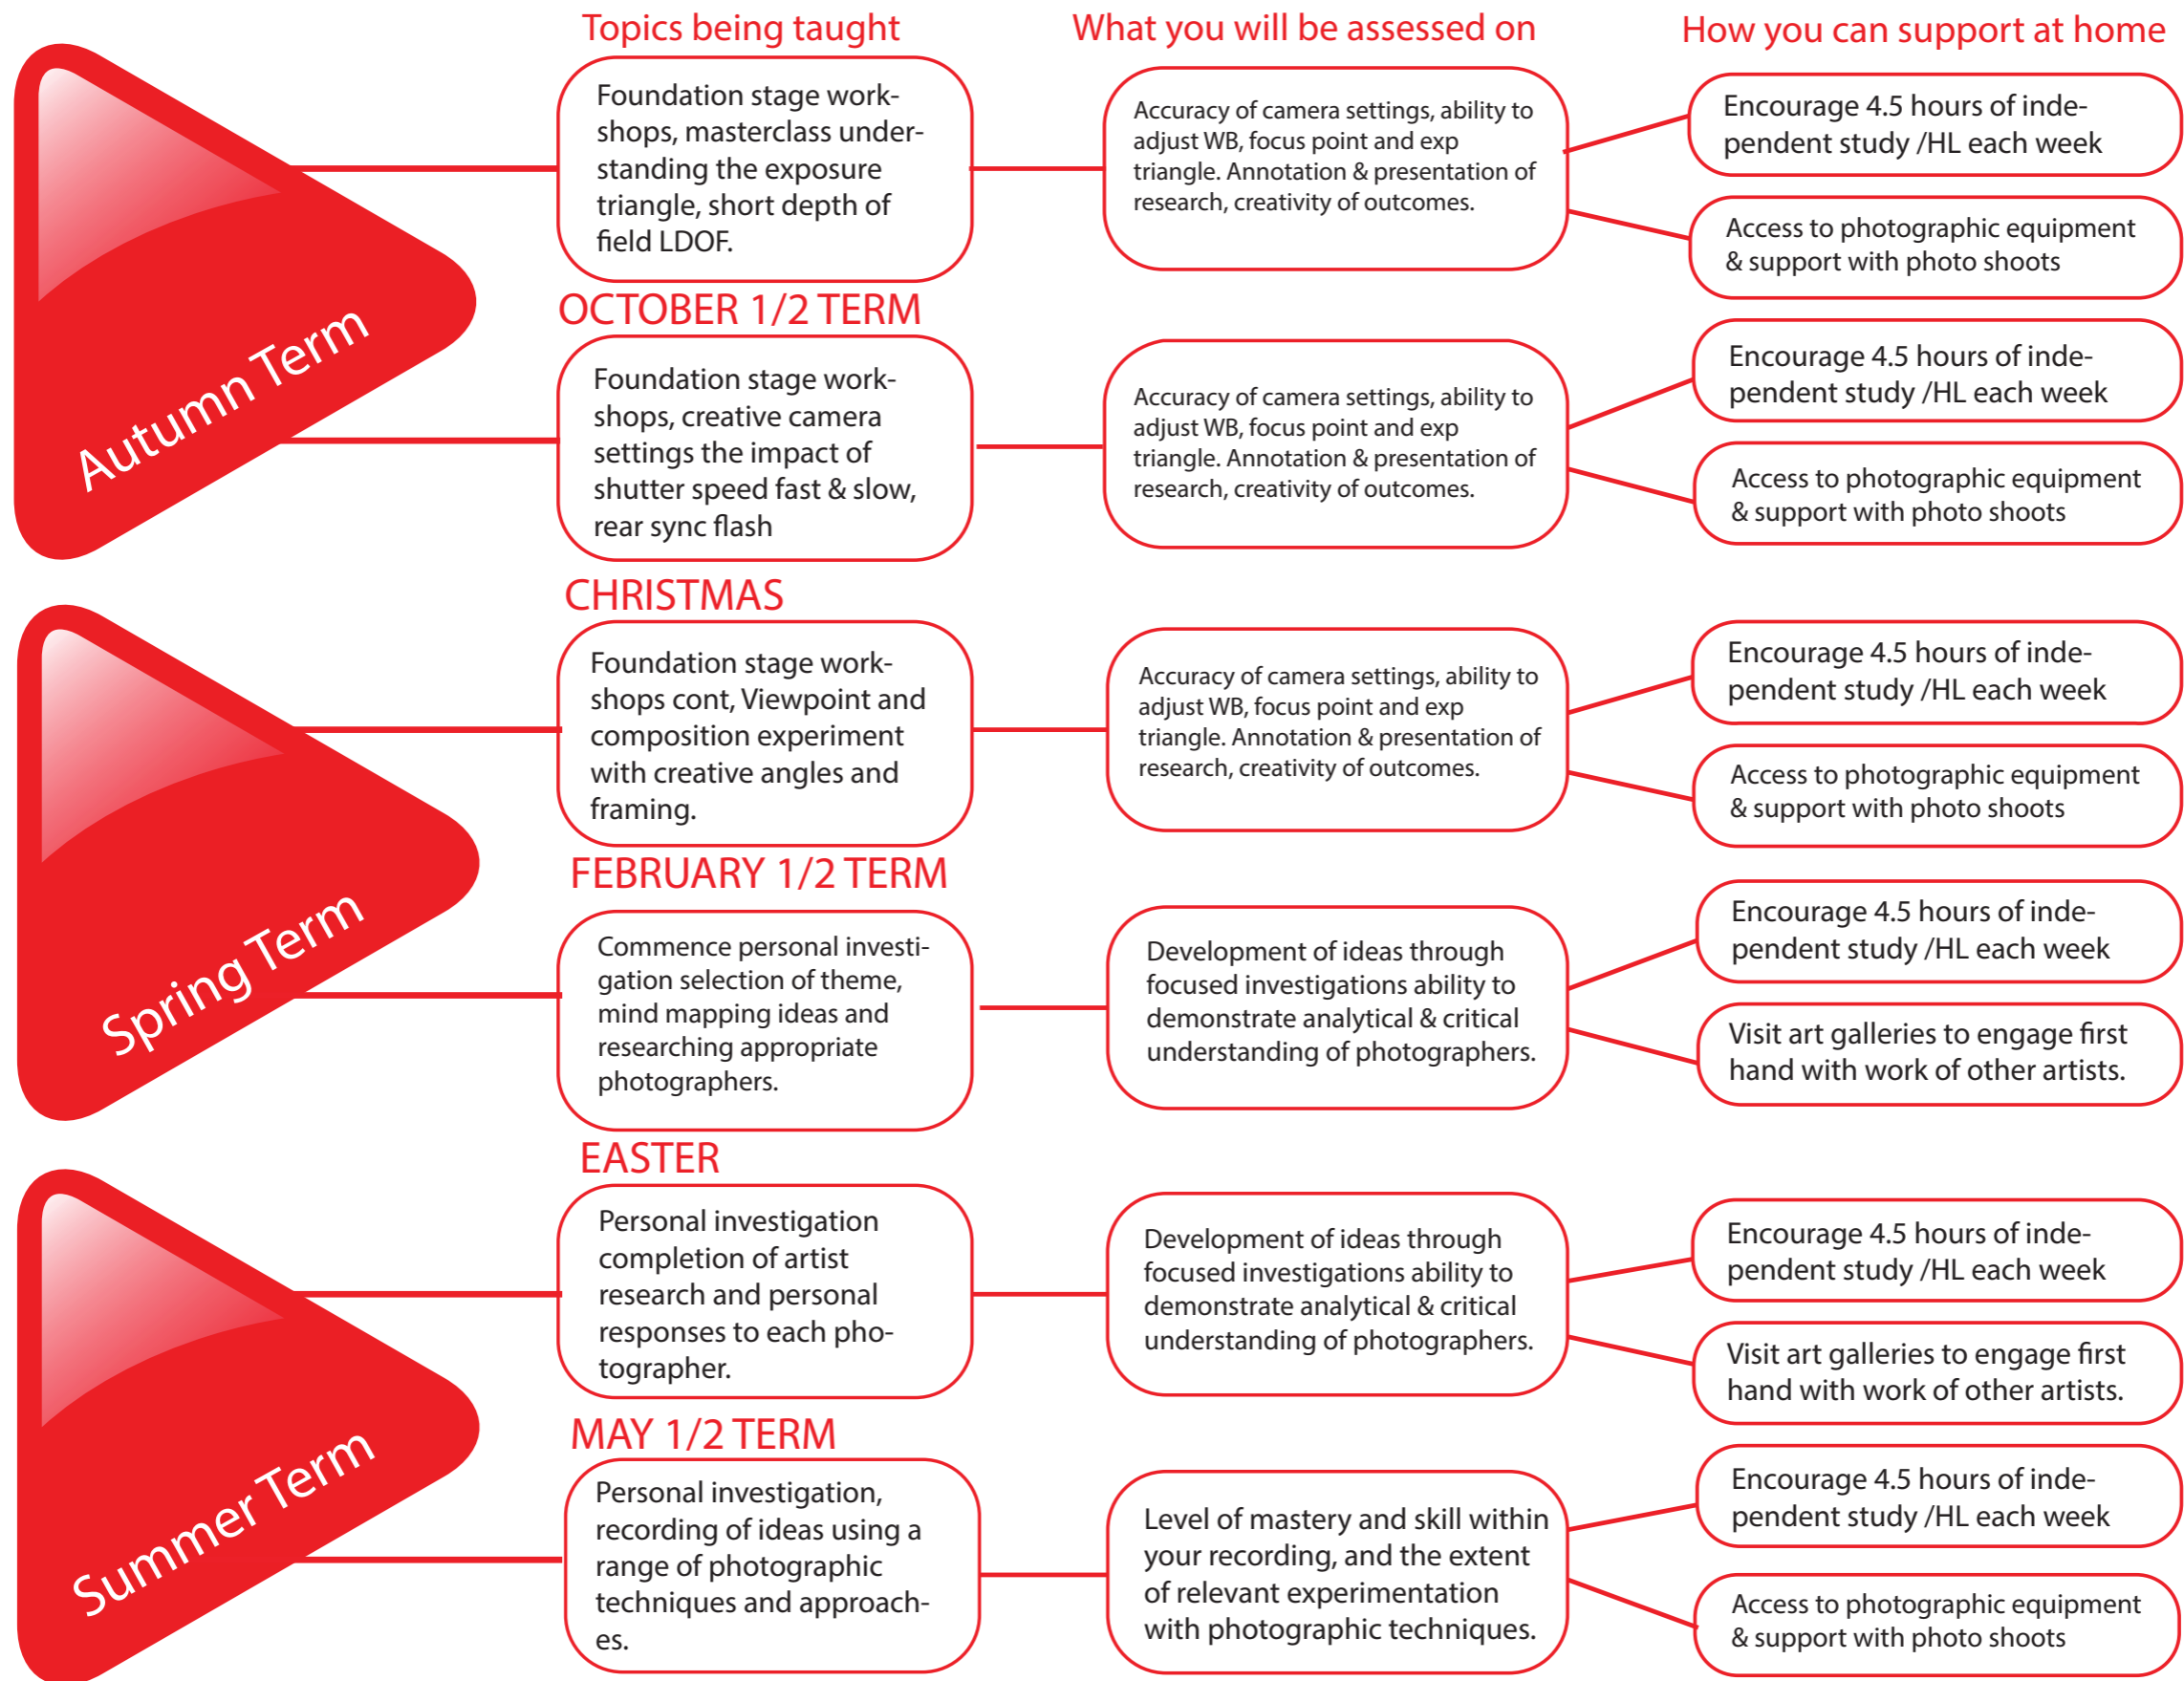 Topics being taught
What you will be assessed on
How you can support at home
Autumn Term
Foundation stage work-
shops, masterclass under-
standing the exposure
triangle, short depth of
field LDOF.
Accuracy of camera settings, ability to
adjust WB, focus point and exp
triangle. Annotation & presentation of
research, creativity of outcomes.
Encourage 4.5 hours of inde-
pendent study /HL each week
Access to photographic equipment
& support with photo shoots
OCTOBER 1/2 TERM
Foundation stage work-
shops, creative camera
settings the impact of
shutter speed fast & slow,
rear sync flash
Accuracy of camera settings, ability to
adjust WB, focus point and exp
triangle. Annotation & presentation of
research, creativity of outcomes.
Encourage 4.5 hours of inde-
pendent study /HL each week
Access to photographic equipment
& support with photo shoots
CHRISTMAS
Spring Term
Foundation stage work-
shops cont, Viewpoint and
composition experiment
with creative angles and
framing.
Accuracy of camera settings, ability to
adjust WB, focus point and exp
triangle. Annotation & presentation of
research, creativity of outcomes.
Encourage 4.5 hours of inde-
pendent study /HL each week
Access to photographic equipment
& support with photo shoots
FEBRUARY 1/2 TERM
Commence personal investi-
gation selection of theme,
mind mapping ideas and
researching appropriate
photographers.
Development of ideas through
focused investigations ability to
demonstrate analytical & critical
understanding of photographers.
Encourage 4.5 hours of inde-
pendent study /HL each week
Visit art galleries to engage first
hand with work of other artists.
EASTER
Summer Term
Personal investigation
completion of artist
research and personal
responses to each pho-
tographer.
Development of ideas through
focused investigations ability to
demonstrate analytical & critical
understanding of photographers.
Encourage 4.5 hours of inde-
pendent study /HL each week
Visit art galleries to engage first
hand with work of other artists.
MAY 1/2 TERM
Personal investigation,
recording of ideas using a
range of photographic
techniques and approach-
es.
Level of mastery and skill within
your recording, and the extent
of relevant experimentation
with photographic techniques.
Encourage 4.5 hours of inde-
pendent study /HL each week
Access to photographic equipment
& support with photo shoots